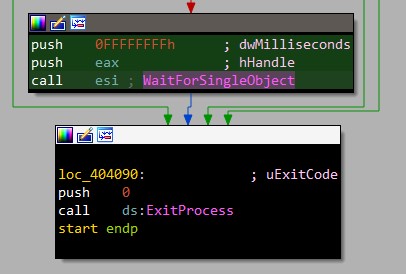 push 0FFFFFFFFh ; dwMilliseconds
push eax ; hHandle
call esi ; WaitForSingleObject
loc_404090: ; uExitCode
push 0
call ds:ExitProcess
start endp